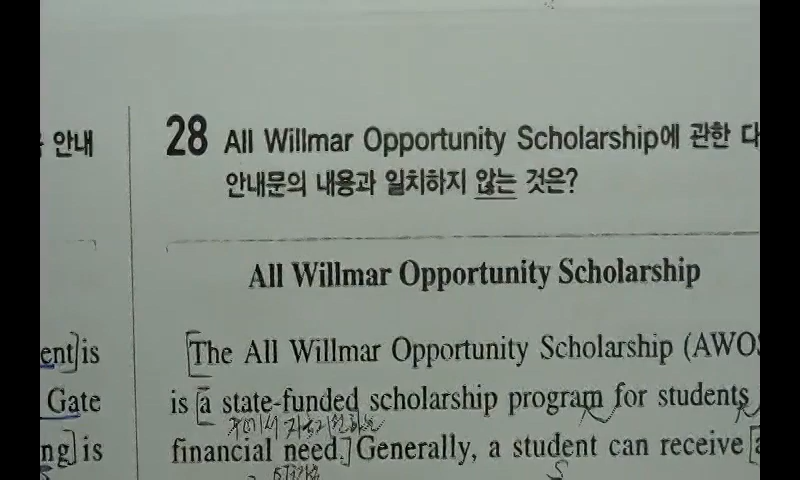 안내
28 All Willmar Opportunity Scholarship에 관한 다
안내문의 내용과 일치하지 않는 것은?
All Willmar Opportunity Scholarship
ent] is
[The All Willmar Opportunity Scholarship (AWOS
Gate
is [a state-funded scholarship program for students
ng] is
financial need.] Generally, a student can receive [a
S